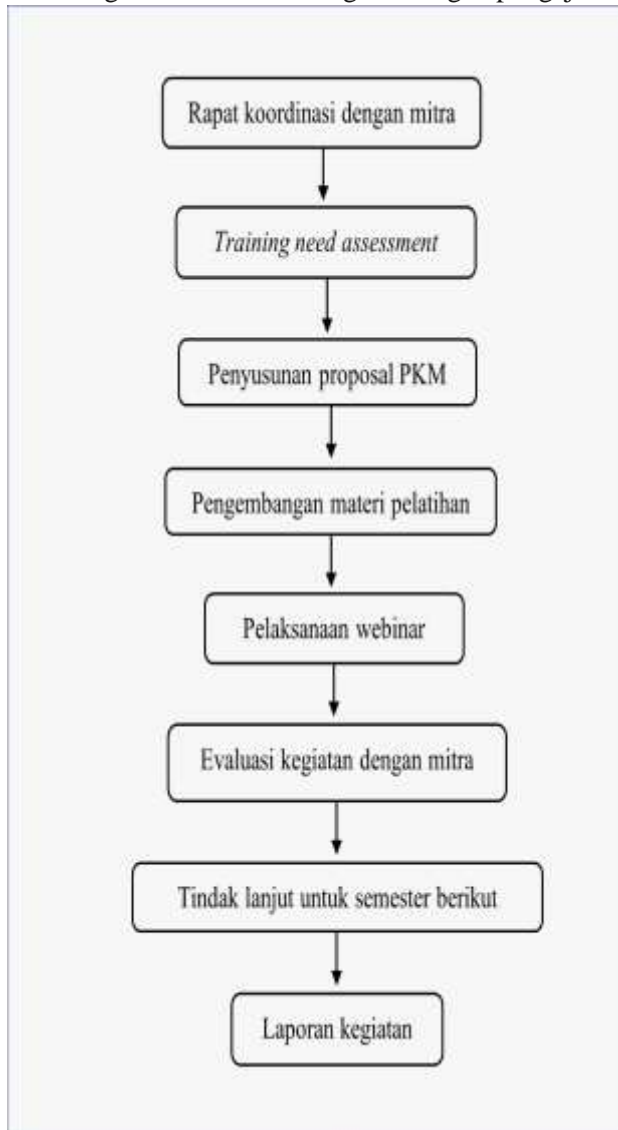 Rapat koordinasi dengan mitra
Training need assessment
Penyusunan proposal PKM
Pengembangan materi pelatihan
Pelaksanaan webinar
Evaluasi kegiatan dengan mitra
Tindak lanjut untuk semester berikut
Laporan kegiatan